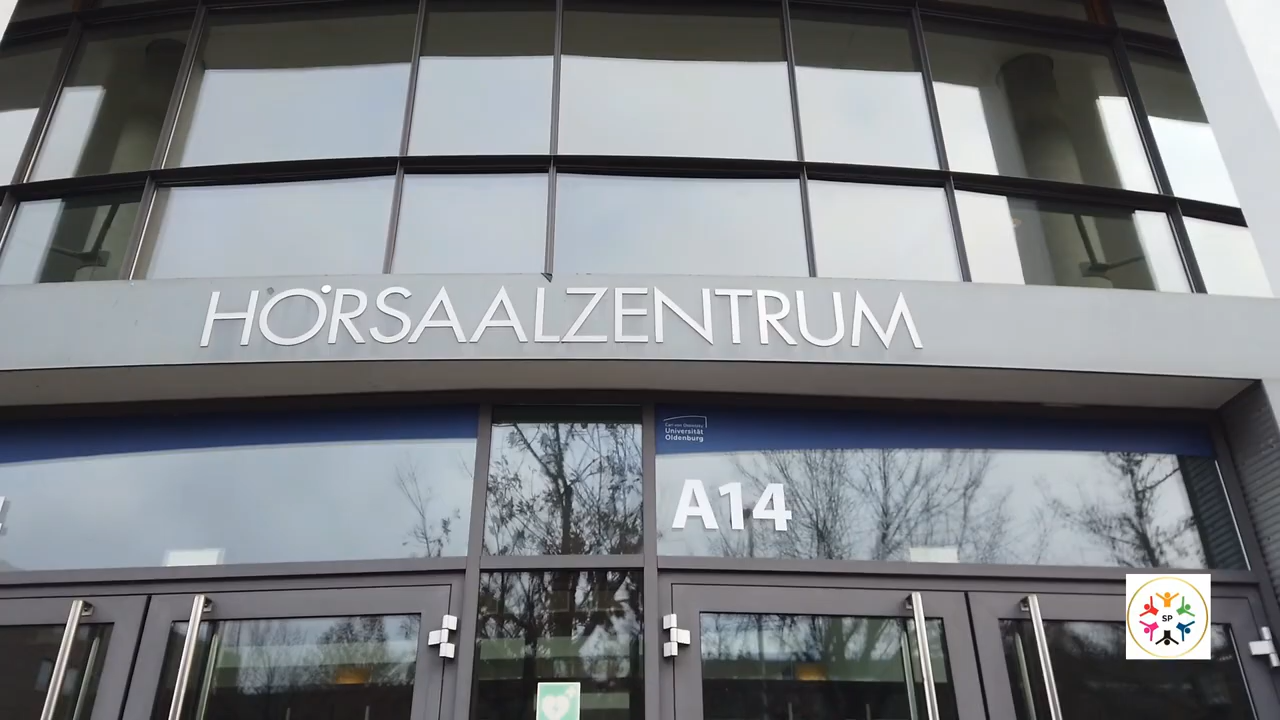 HÖRSAALZENTRUM
Carl von Ossietzky
Universität
Oldenburg
A14
SP